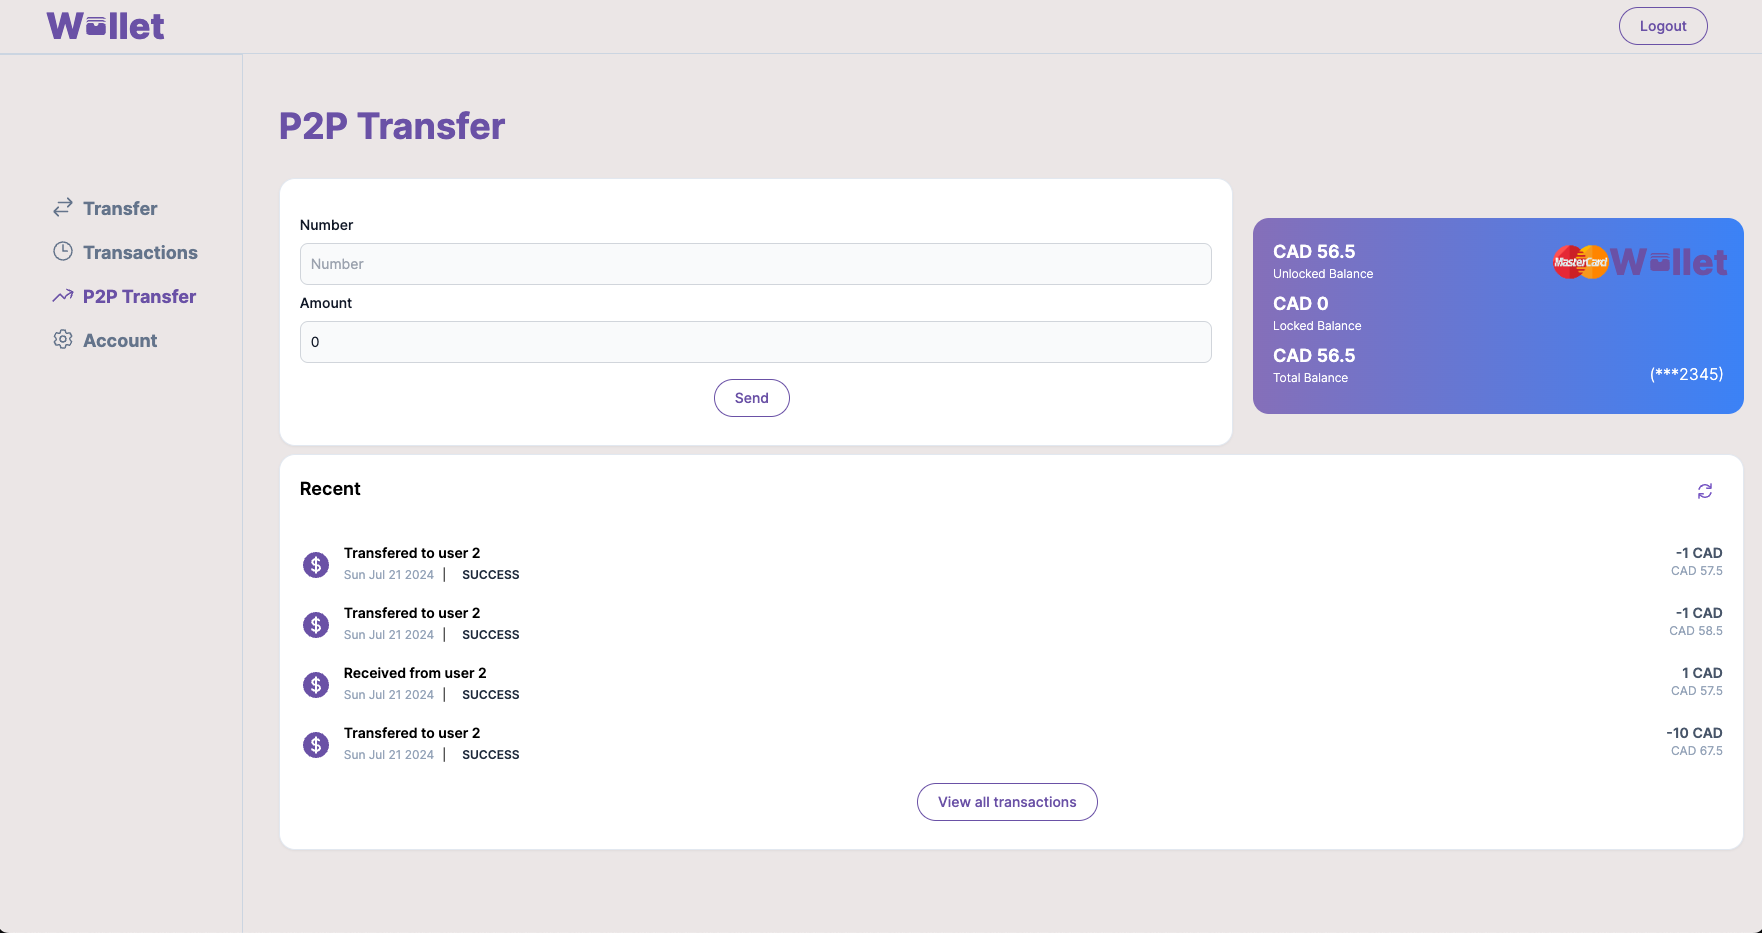 Wallet
Logout
P2P Transfer
Transfer
Transactions
P2P Transfer
Account
Number
Number
Amount
0
Send
CAD 56.5
Unlocked Balance
CAD 0
Locked Balance
CAD 56.5
Total Balance
MasterCard Wallet
(***2345)
Recent
Transfered to user 2
-1 CAD
Sun Jul 21 2024 | SUCCESS
CAD 57.5
Transfered to user 2
-1 CAD
Sun Jul 21 2024 | SUCCESS
CAD 58.5
Received from user 2
1 CAD
Sun Jul 21 2024 | SUCCESS
CAD 57.5
Transfered to user 2
-10 CAD
Sun Jul 21 2024 | SUCCESS
CAD 67.5
View all transactions